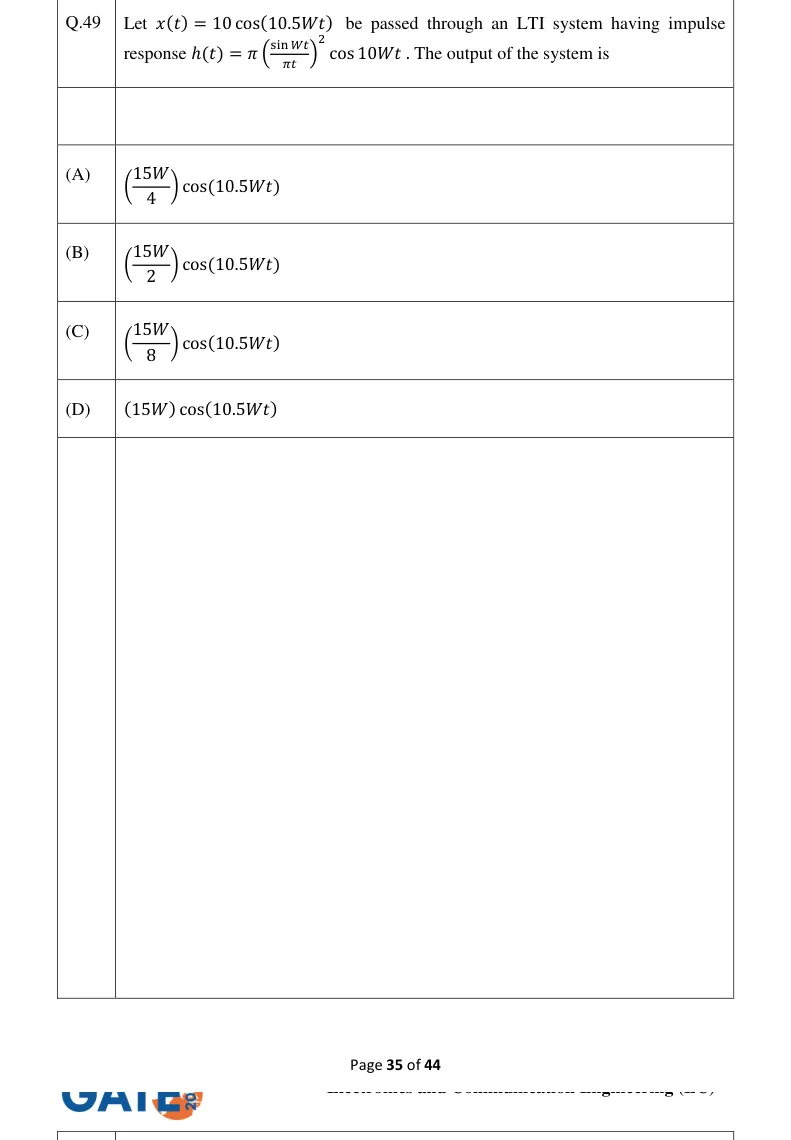 Q.49 Let x(t) = 10 cos(10.5Wt) be passed through an LTI system having impulse
response h(t) = π (sin Wt / πt)² cos 10Wt . The output of the system is
(A) (15W / 4) cos(10.5Wt)
(B) (15W / 2) cos(10.5Wt)
(C) (15W / 8) cos(10.5Wt)
(D) (15W) cos(10.5Wt)
Page 35 of 44
GATE 20